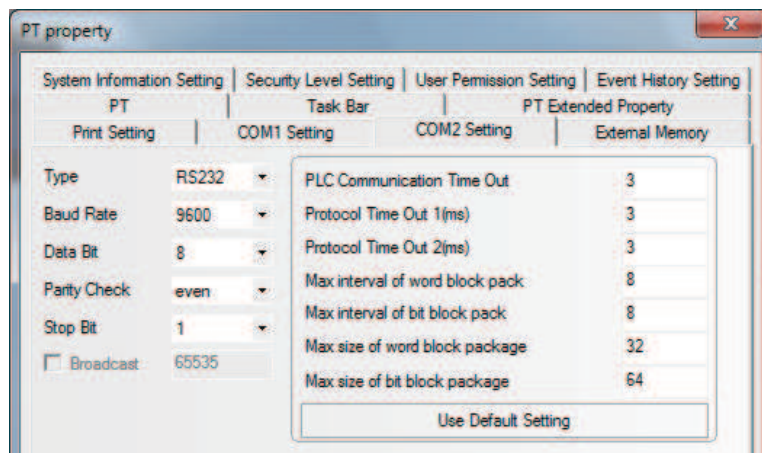 PT property
System Information Setting Security Level Setting User Permission Setting Event History Setting
PT Task Bar PT Extended Property
Print Setting COM1 Setting COM2 Setting External Memory
Type RS232
Baud Rate 9600
Data Bit 8
Parity Check even
Stop Bit 1
Broadcast 65535
PLC Communication Time Out 3
Protocol Time Out 1(ms) 3
Protocol Time Out 2(ms) 3
Max interval of word block pack 8
Max interval of bit block pack 8
Max size of word block package 32
Max size of bit block package 64
Use Default Setting